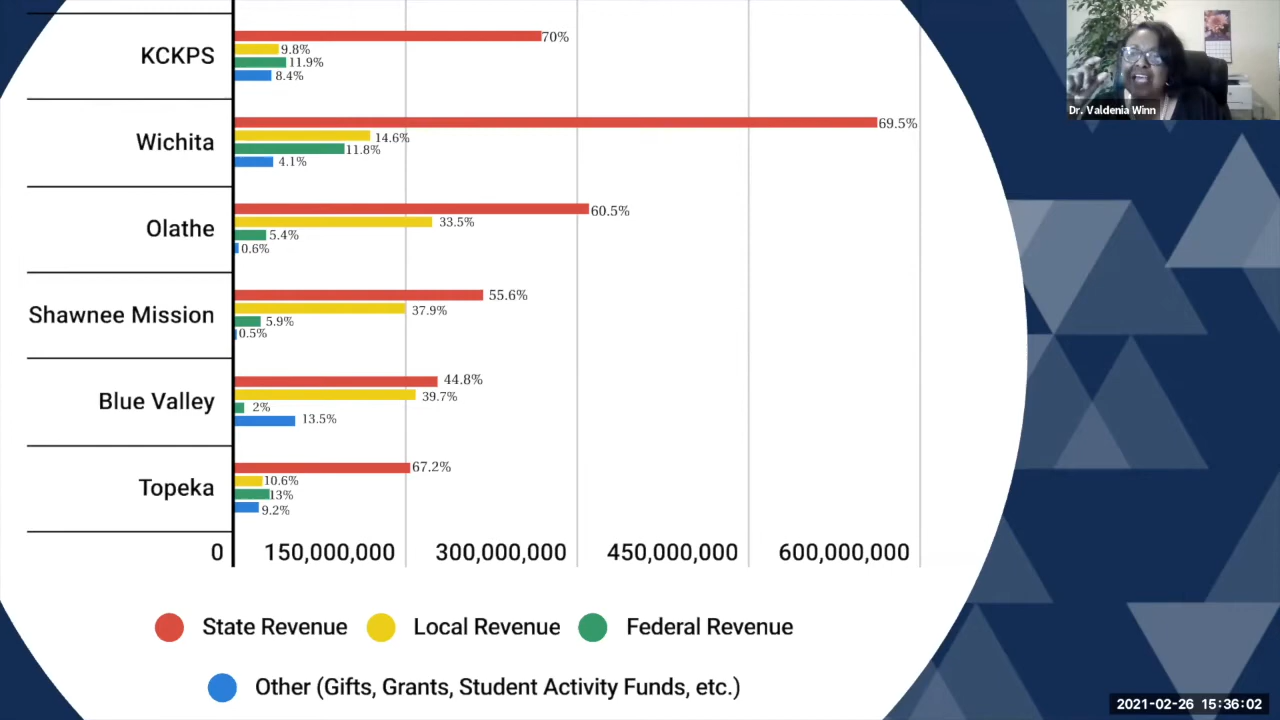 KCKPS
70%
9.8%
11.9%
8.4%
Wichita
69.5%
14.6%
11.8%
4.1%
Olathe
60.5%
33.5%
5.4%
0.6%
Shawnee Mission
55.6%
37.9%
5.9%
0.5%
Blue Valley
44.8%
39.7%
2%
13.5%
Topeka
67.2%
10.6%
13%
9.2%
0 150,000,000 300,000,000 450,000,000 600,000,000
State Revenue Local Revenue Federal Revenue
Other (Gifts, Grants, Student Activity Funds, etc.)
Dr. Valdenia Winn
2021-02-26 15:36:02